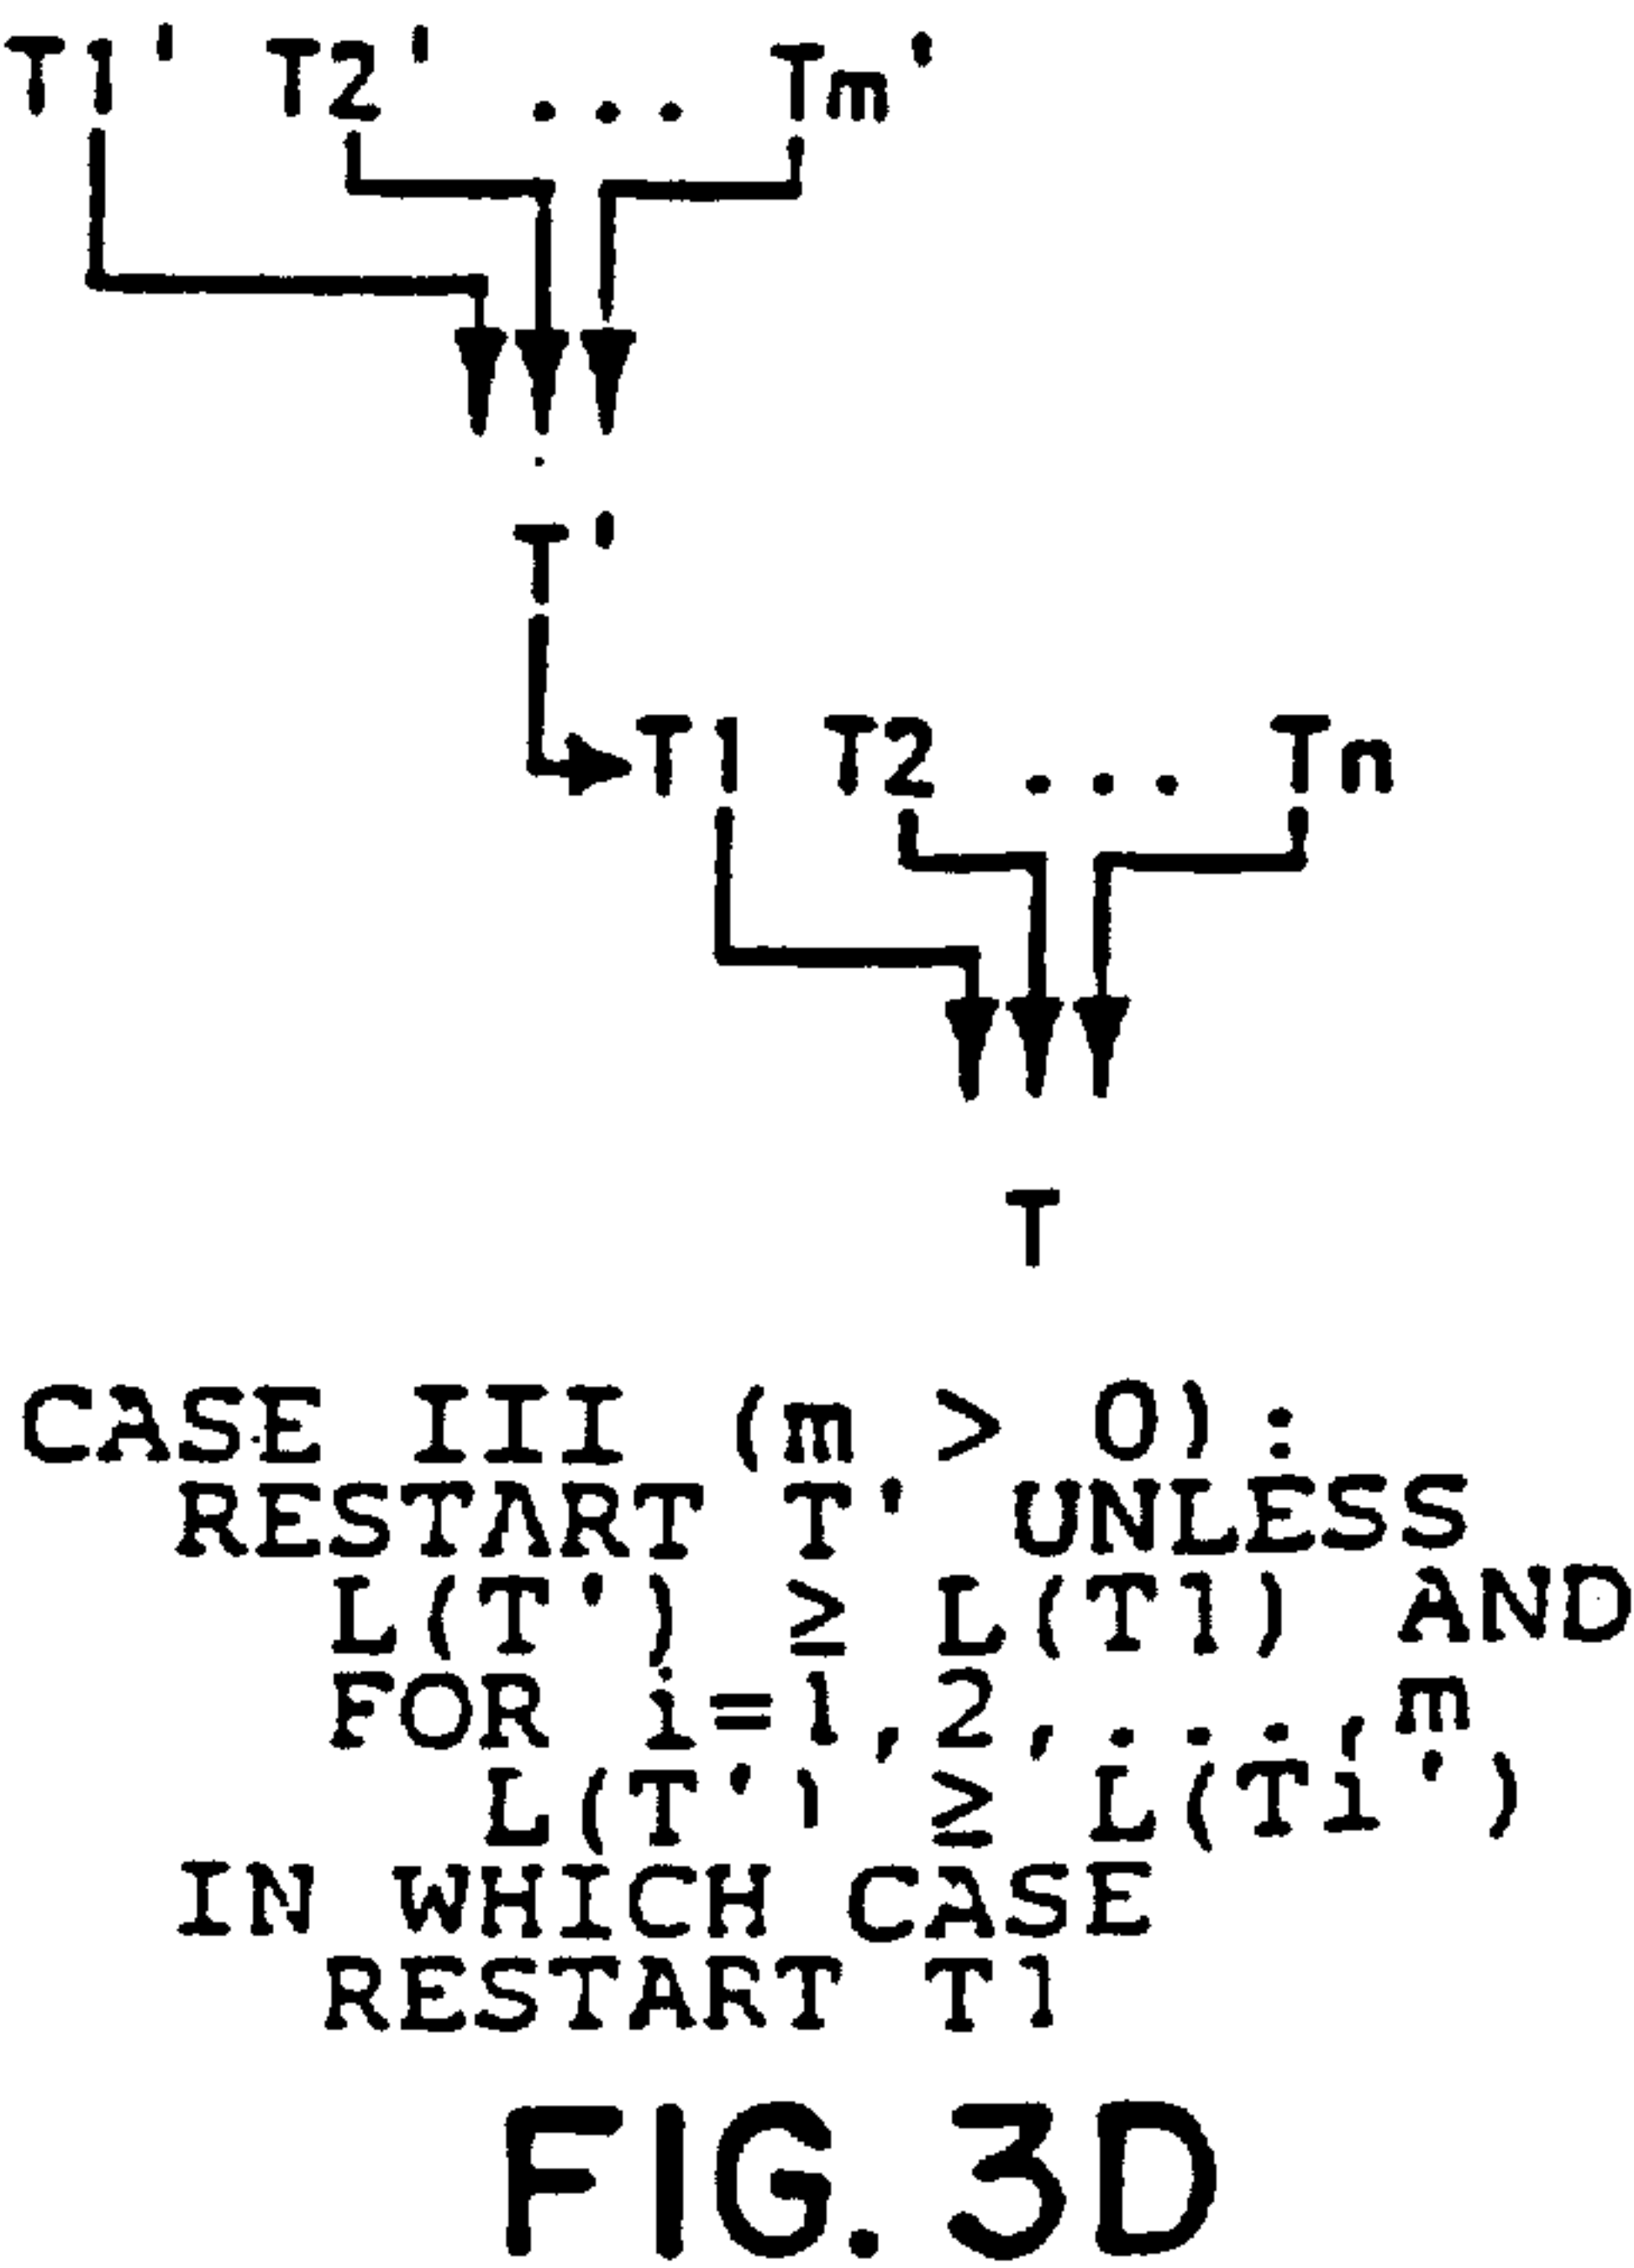 T1' T2' ... Tm'
T'
T1 T2 ... Tn
T
CASE III (m > 0):
RESTART T' UNLESS
L(T') ≥ L(T1) AND
FOR i=1,2,...,m
L(T') ≥ L(Ti')
IN WHICH CASE
RESTART T1
FIG. 3D